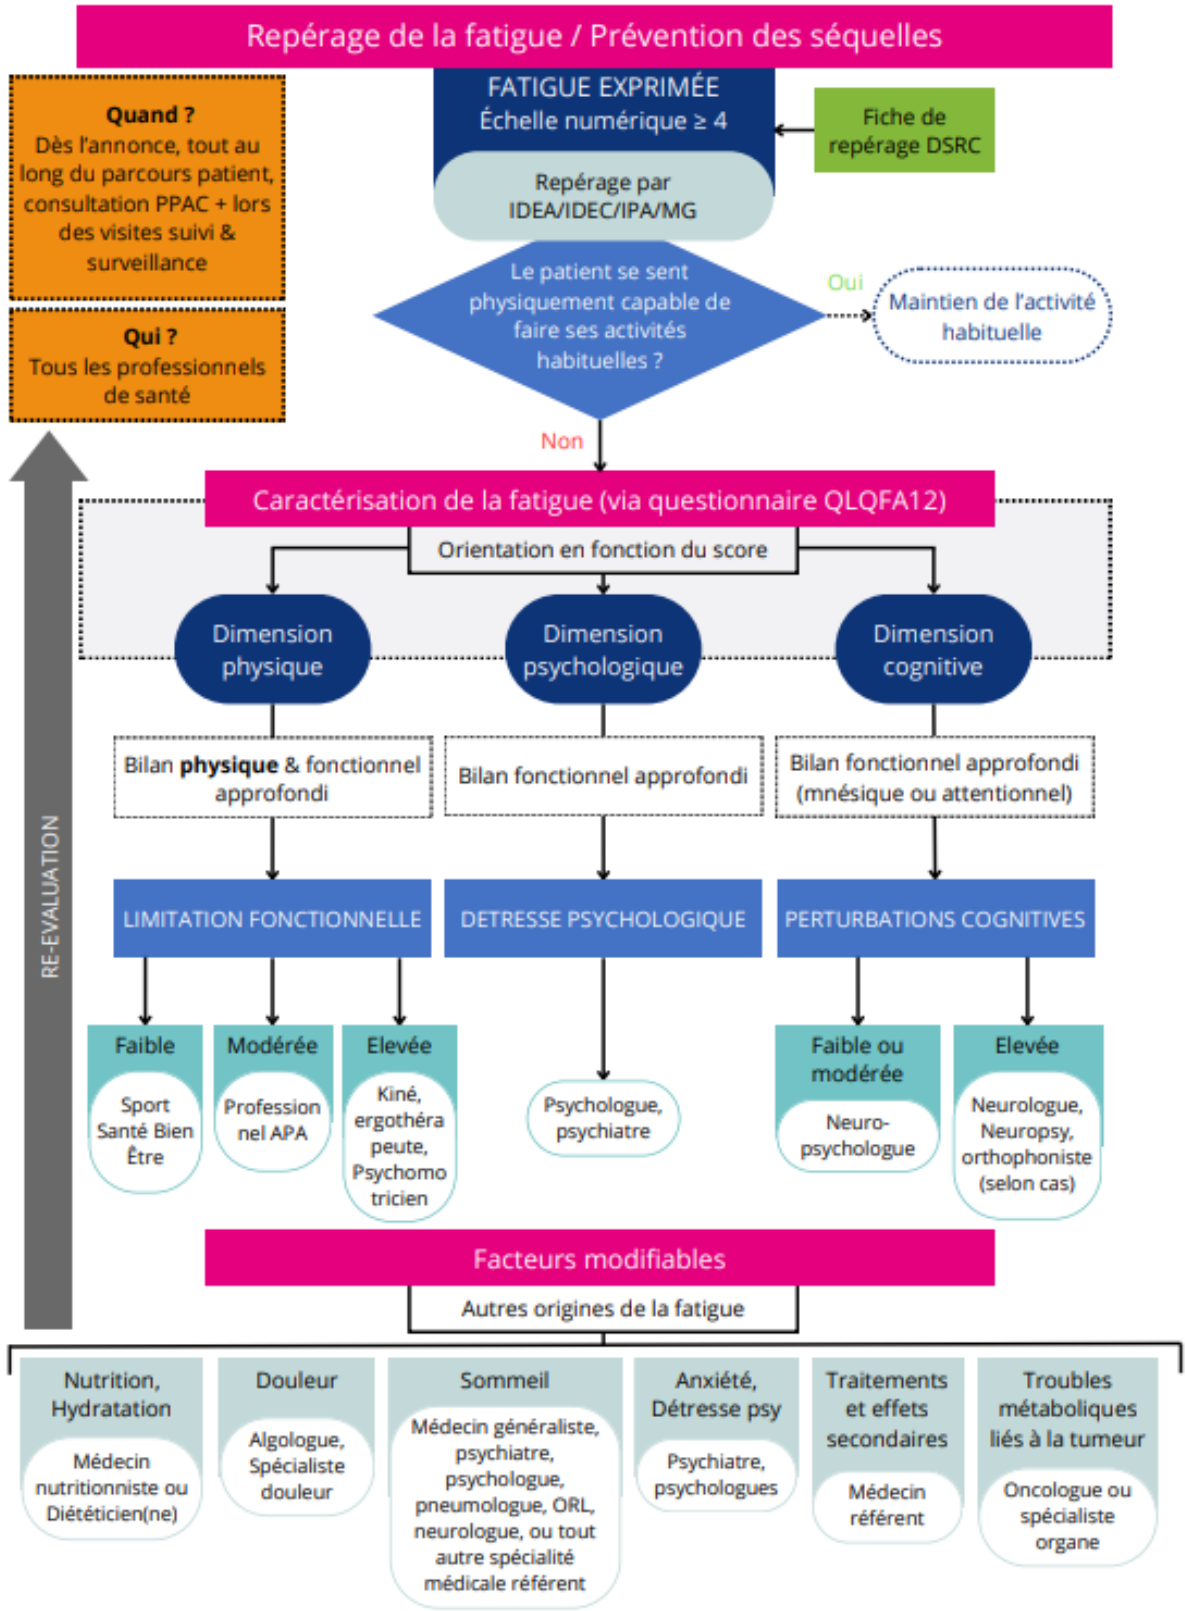 Repérage de la fatigue / Prévention des séquelles
FATIGUE EXPRIMÉE
Échelle numérique ≥ 4
Repérage par
IDEA/IDEC/IPA/MG
Fiche de
repérage DSRC
Quand ?
Dès l'annonce, tout au
long du parcours patient,
consultation PPAC + lors
des visites suivi &
surveillance
Qui ?
Tous les professionnels
de santé
Le patient se sent
physiquement capable de
faire ses activités
habituelles ?
Oui
Maintien de l'activité
habituelle
Non
Caractérisation de la fatigue (via questionnaire QLQFA12)
Orientation en fonction du score
Dimension
physique
Dimension
psychologique
Dimension
cognitive
Bilan physique & fonctionnel
approfondi
Bilan fonctionnel approfondi
Bilan fonctionnel approfondi
(mnésique ou attentionnel)
RE-EVALUATION
LIMITATION FONCTIONNELLE
DETRESSE PSYCHOLOGIQUE
PERTURBATIONS COGNITIVES
Faible
Sport
Santé Bien
Être
Modérée
Profession
nel APA
Elevée
Kiné,
ergothéra
peute,
Psychomo
tricien
Psychologue,
psychiatre
Faible ou
modérée
Neuro-
psychologue
Elevée
Neurologue,
Neuropsy,
orthophoniste
(selon cas)
Facteurs modifiables
Autres origines de la fatigue
Nutrition,
Hydratation
Médecin
nutritionniste ou
Diététicien(ne)
Douleur
Algologue,
Spécialiste
douleur
Sommeil
Médecin généraliste,
psychiatre,
psychologue,
pneumologue, ORL,
neurologue, ou tout
autre spécialité
médicale référent
Anxiété,
Détresse psy
Psychiatre,
psychologues
Traitements
et effets
secondaires
Médecin
référent
Troubles
métaboliques
liés à la tumeur
Oncologue ou
spécialiste
organe